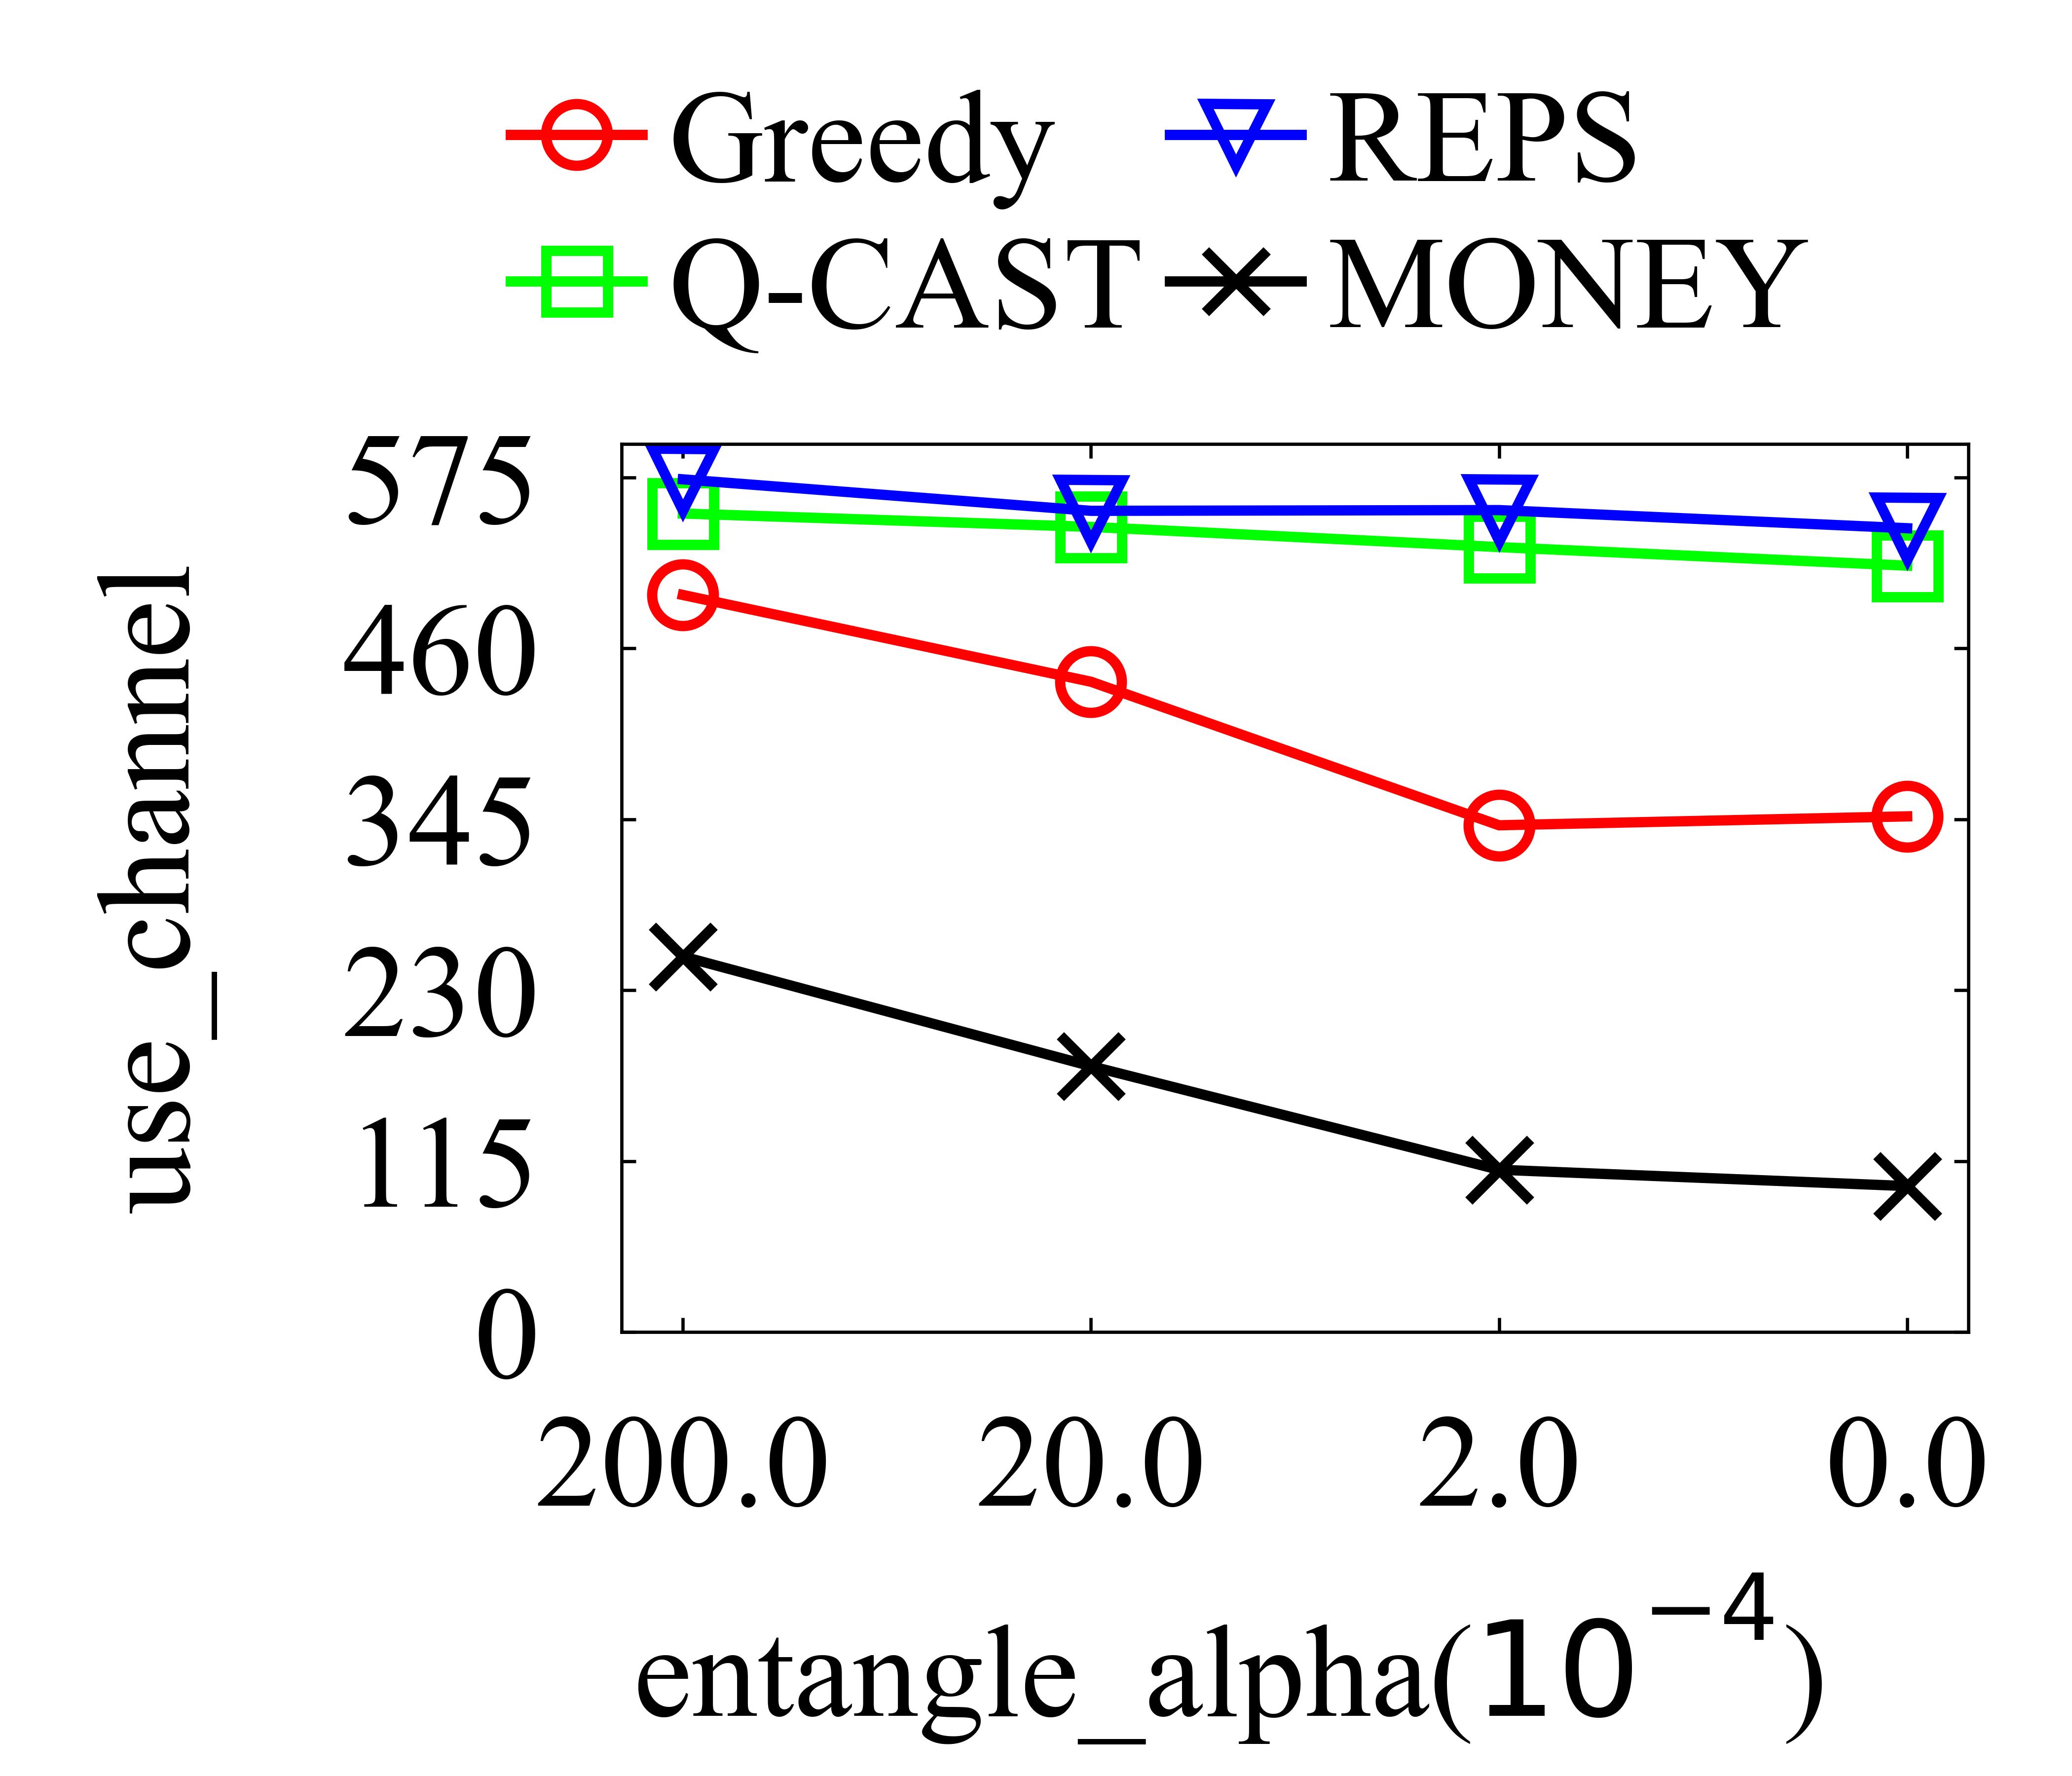 Greedy REPS
Q-CAST MONEY
575
460
345
230
115
0
use_channel
200.0 20.0 2.0 0.0
entangle_alpha(10⁻⁴)